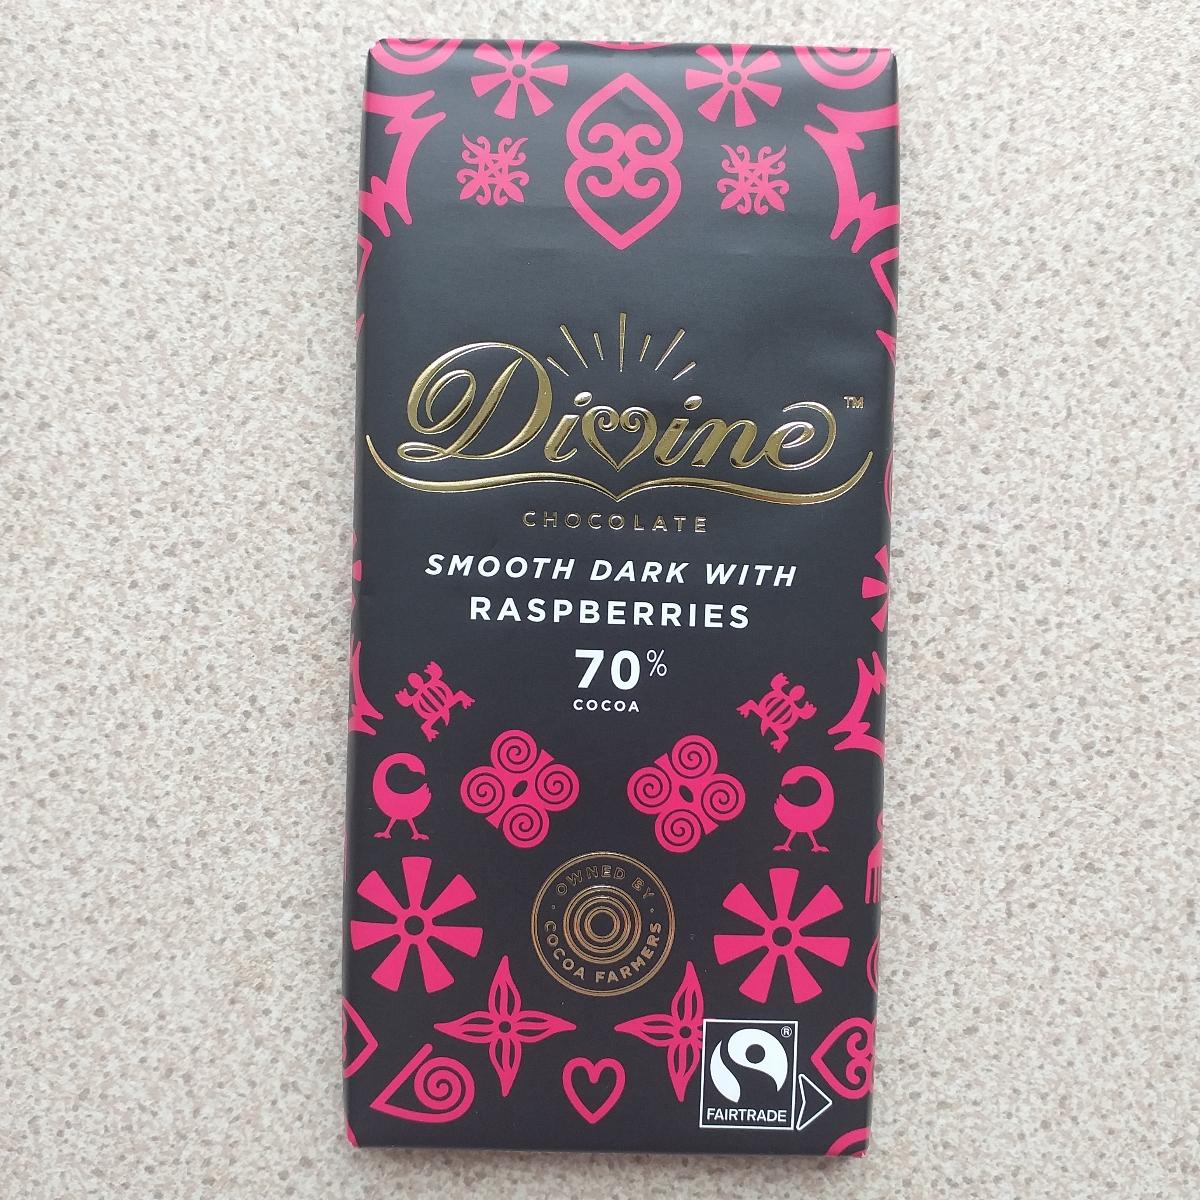 Divine™
CHOCOLATE
SMOOTH DARK WITH
RASPBERRIES
70%
COCOA
· OWNED BY ·
COCOA FARMERS
®
FAIRTRADE